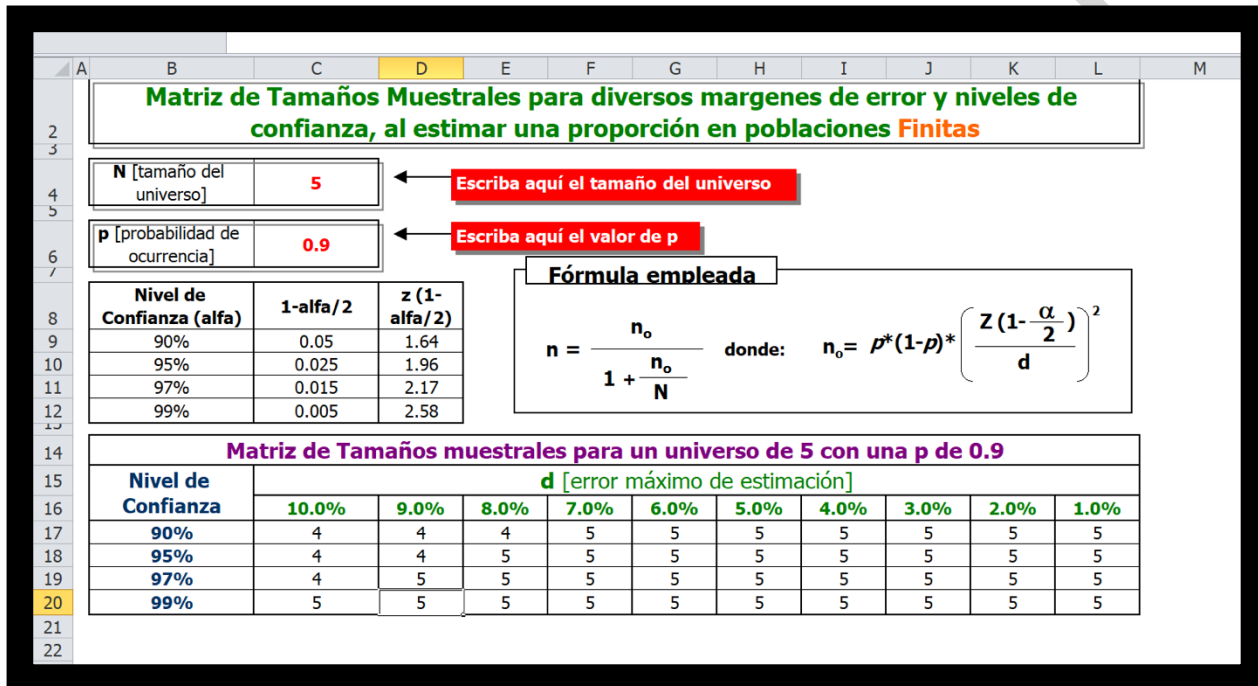 A B C D E F G H I J K L M
Matriz de Tamaños Muestrales para diversos margenes de error y niveles de
2 confianza, al estimar una proporción en poblaciones Finitas
3
N [tamaño del
4 universo] 5 Escriba aquí el tamaño del universo
5
p [probabilidad de
6 ocurrencia] 0.9 Escriba aquí el valor de p
7 Fórmula empleada
Nivel de 1-alfa/2 z (1-
8 Confianza (alfa) alfa/2)
9 90% 0.05 1.64
10 95% 0.025 1.96
11 97% 0.015 2.17
12 99% 0.005 2.58
n = nₒ / 1 + nₒ / N donde: nₒ= p*(1-p)* ( Z (1- α / 2 ) / d )²
13
14 Matriz de Tamaños muestrales para un universo de 5 con una p de 0.9
15 Nivel de d [error máximo de estimación]
16 Confianza 10.0% 9.0% 8.0% 7.0% 6.0% 5.0% 4.0% 3.0% 2.0% 1.0%
17 90% 4 4 4 5 5 5 5 5 5 5
18 95% 4 4 5 5 5 5 5 5 5 5
19 97% 4 5 5 5 5 5 5 5 5 5
20 99% 5 5 5 5 5 5 5 5 5 5
21
22